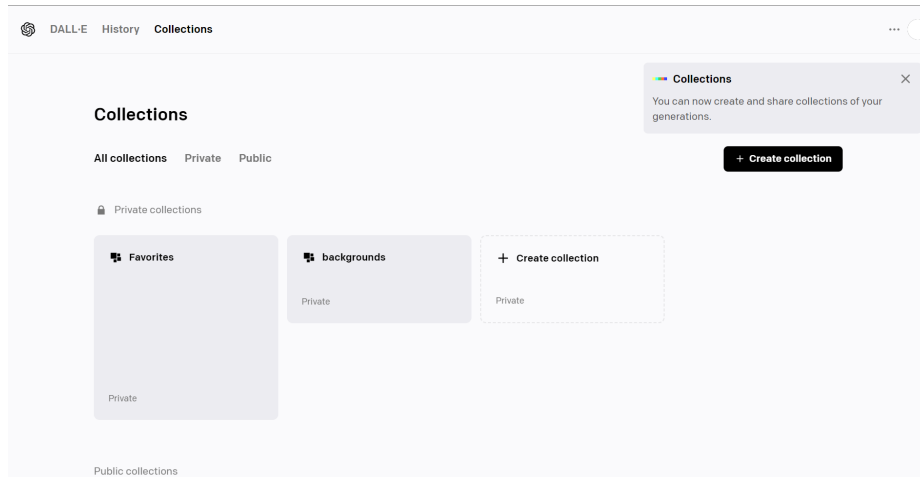 DALL·E History Collections
Collections
You can now create and share collections of your
generations.
Collections
All collections Private Public
+ Create collection
Private collections
Favorites
Private
backgrounds
Private
+ Create collection
Private
Public collections